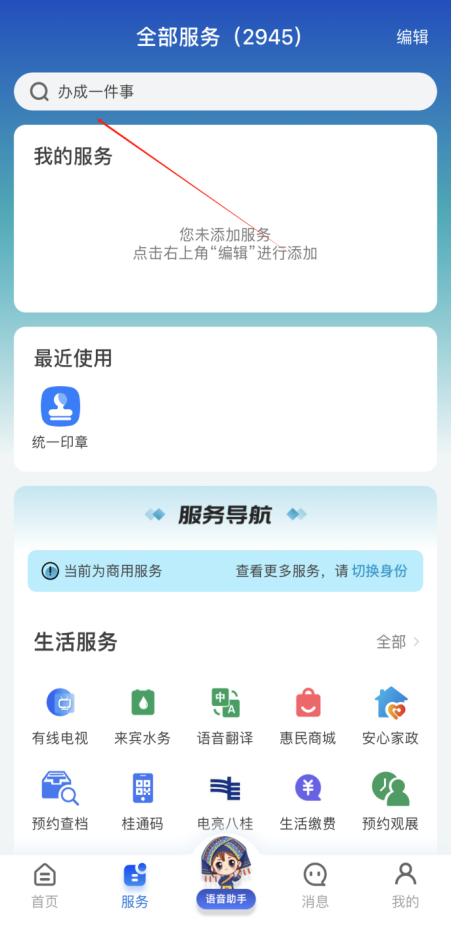 全部服务（2945）
编辑
办成一件事
我的服务
您未添加服务
点击右上角“编辑”进行添加
最近使用
统一印章
服务导航
当前为商用服务
查看更多服务，请 切换身份
生活服务
全部
有线电视
来宾水务
语音翻译
惠民商城
安心家政
预约查档
桂通码
电亮八桂
生活缴费
预约观展
首页
服务
语音助手
消息
我的